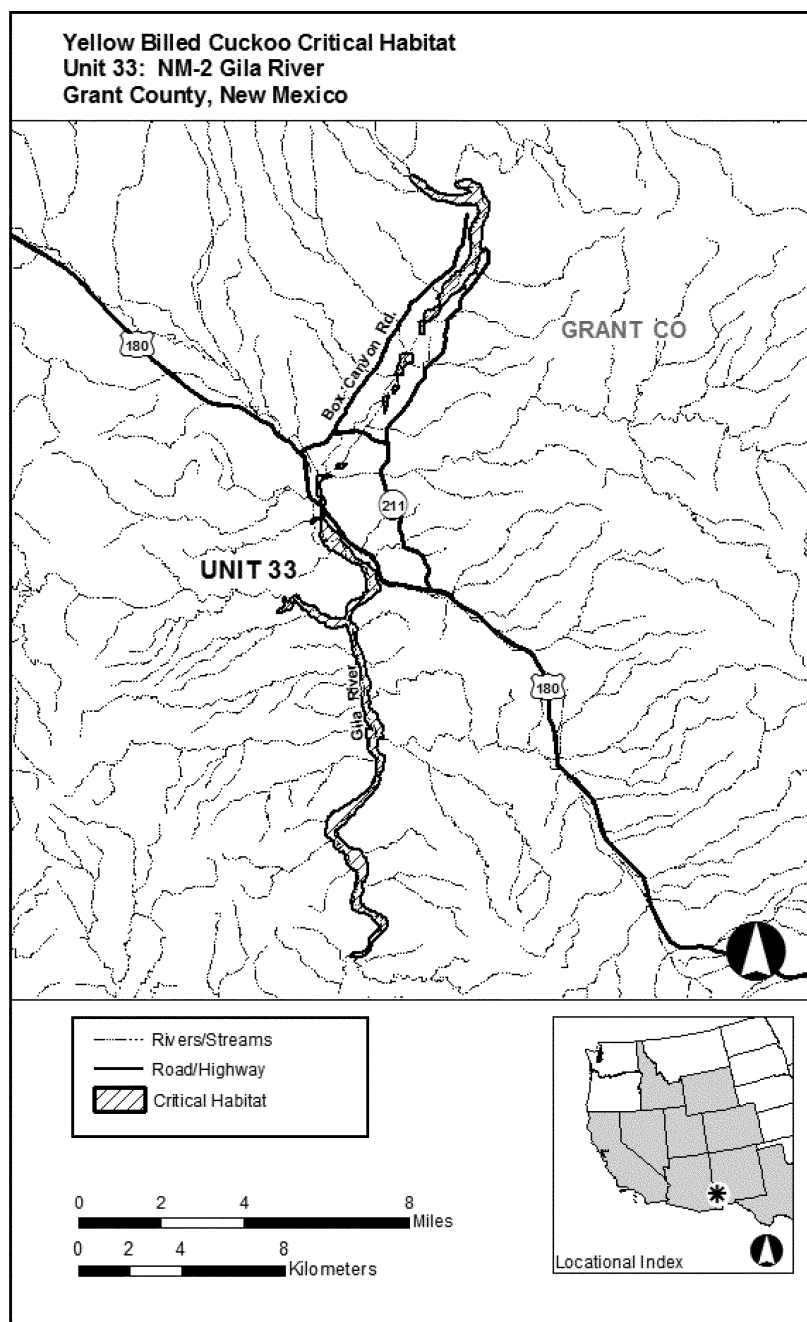 Yellow Billed Cuckoo Critical Habitat
Unit 33: NM-2 Gila River
Grant County, New Mexico
180
Box Canyon Rd.
GRANT CO
211
UNIT 33
Gila River
180
Rivers/Streams
Road/Highway
Critical Habitat
0 2 4 8
Miles
0 2 4 8
Kilometers
Locational Index